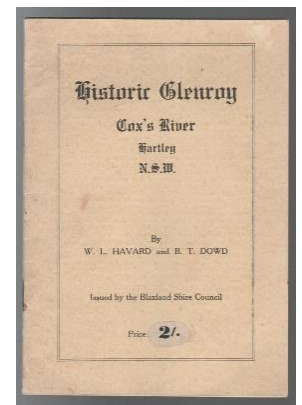 Historic Glenroy
Cox's River
Hartley
N.S.W.
By
W. L. HAVARD and B. T. DOWD
Issued by the Blaxland Shire Council
Price 2/-